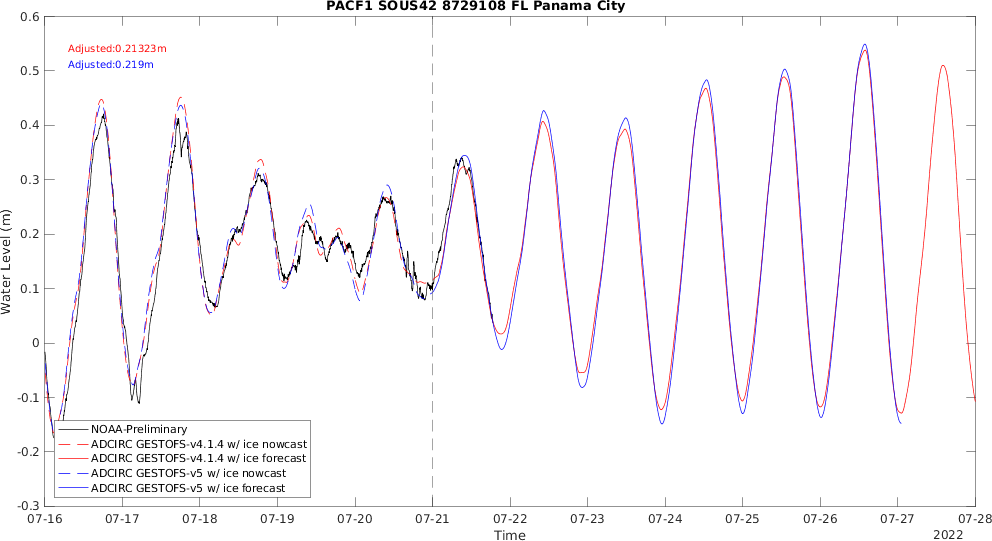 PACF1 SOUS42 8729108 FL Panama City
0.6
Adjusted:0.21323m
Adjusted:0.219m
0.5
0.4
0.3
0.2
0.1
0
-0.1
-0.2
-0.3
Water Level (m)
NOAA-Preliminary
ADCIRC GESTOFS-v4.1.4 w/ ice nowcast
ADCIRC GESTOFS-v4.1.4 w/ ice forecast
ADCIRC GESTOFS-v5 w/ ice nowcast
ADCIRC GESTOFS-v5 w/ ice forecast
07-16 07-17 07-18 07-19 07-20 07-21 07-22 07-23 07-24 07-25 07-26 07-27 07-28
Time
2022